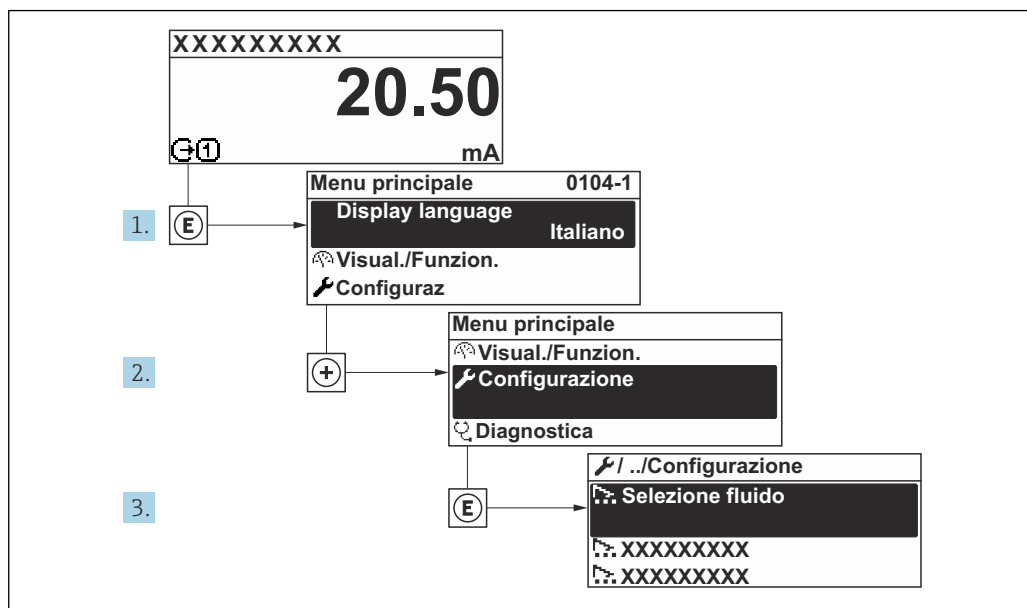 XXXXXXXXX
20.50
1
mA
Menu principale 0104-1
1.
E
Display language
Italiano
Visual./Funzion.
Configuraz
Menu principale
Visual./Funzion.
2.
+
Configurazione
Diagnostica
/ ../Configurazione
3.
E
Selezione fluido
XXXXXXXXX
XXXXXXXXX